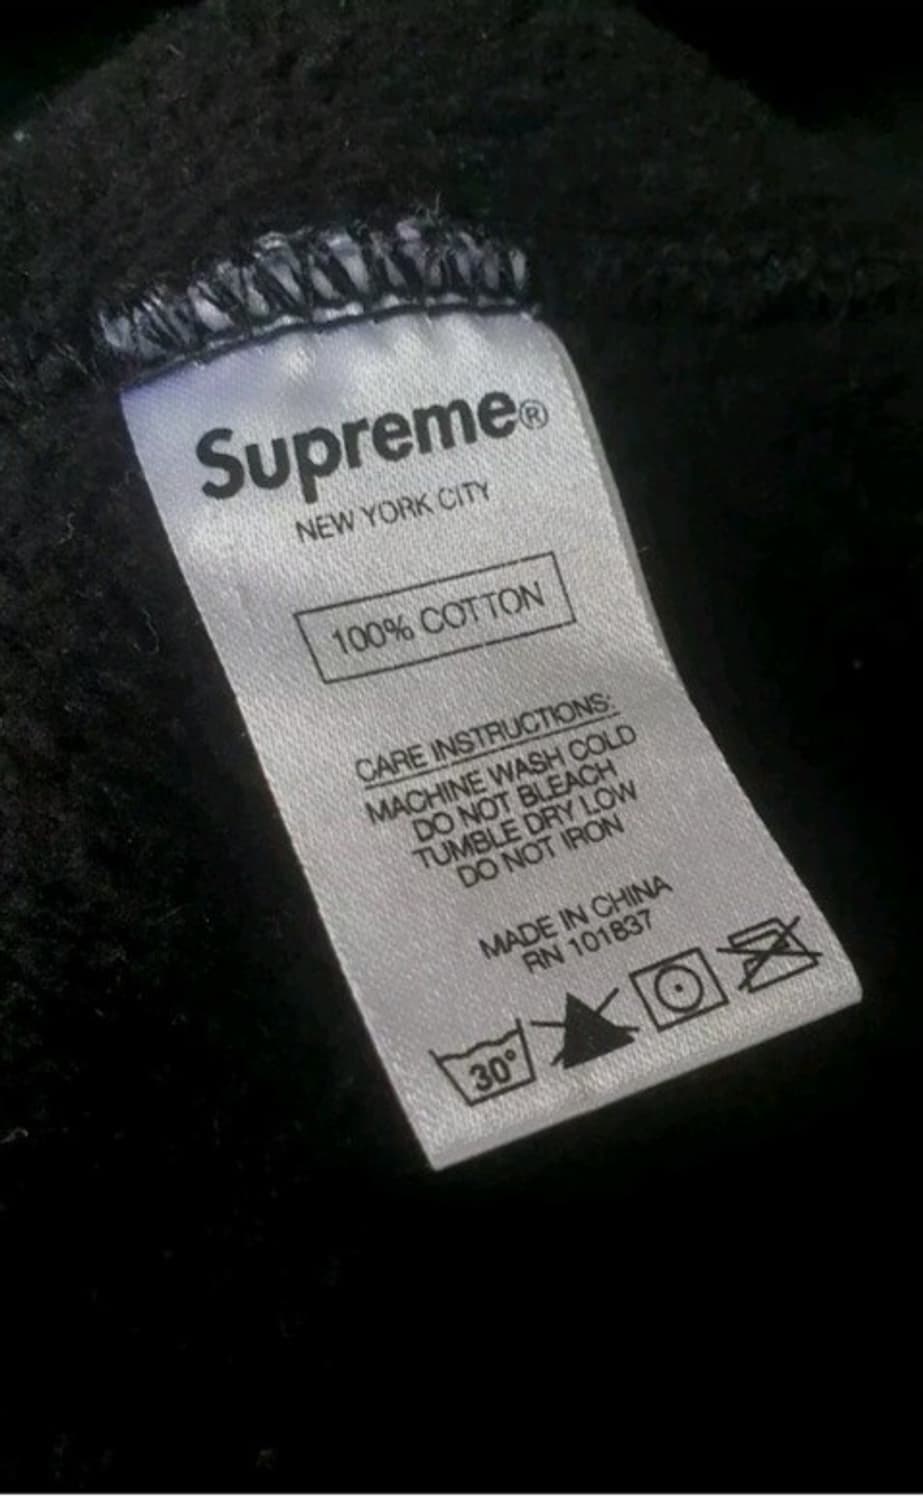 Supreme®
NEW YORK CITY
100% COTTON
CARE INSTRUCTIONS:
MACHINE WASH COLD
DO NOT BLEACH
TUMBLE DRY LOW
DO NOT IRON
MADE IN CHINA
RN 101837
30°